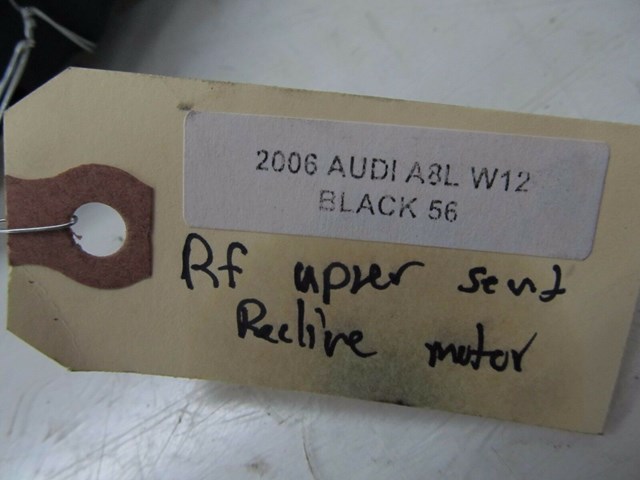 2006 AUDI A8L W12
BLACK 56
Rf upper seat
Recline motor